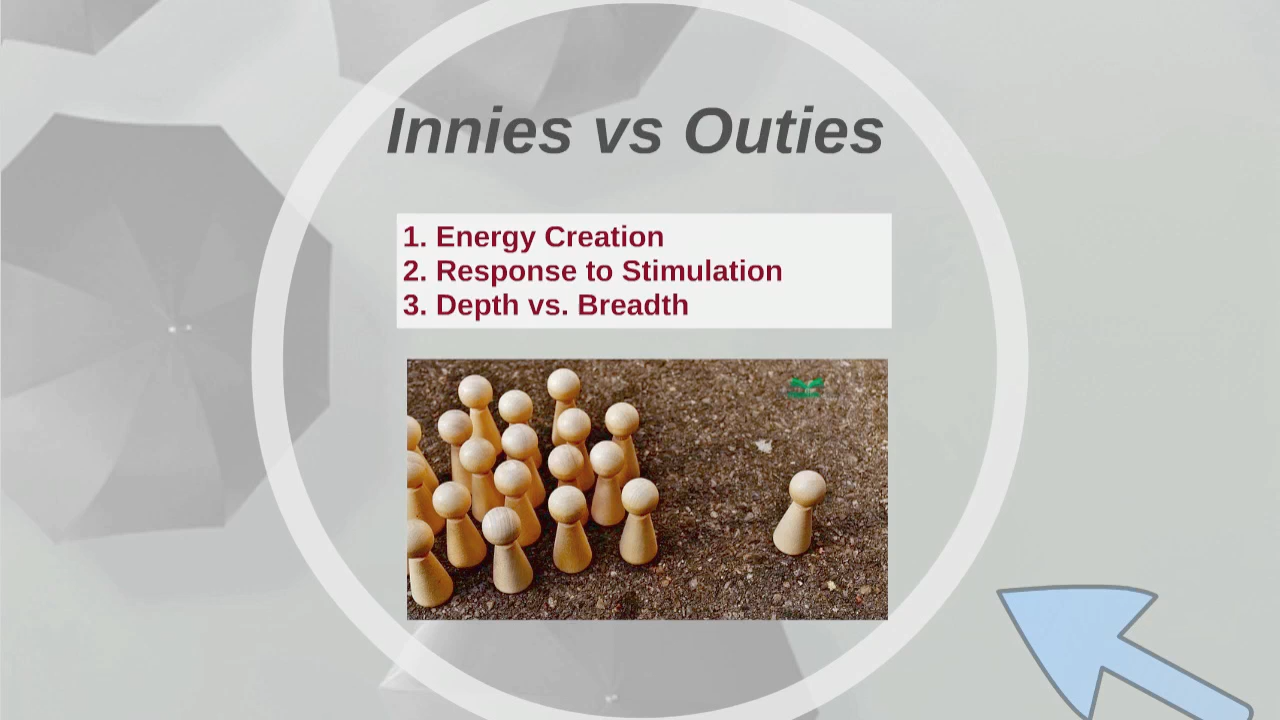 Innies vs Outies
1. Energy Creation
2. Response to Stimulation
3. Depth vs. Breadth